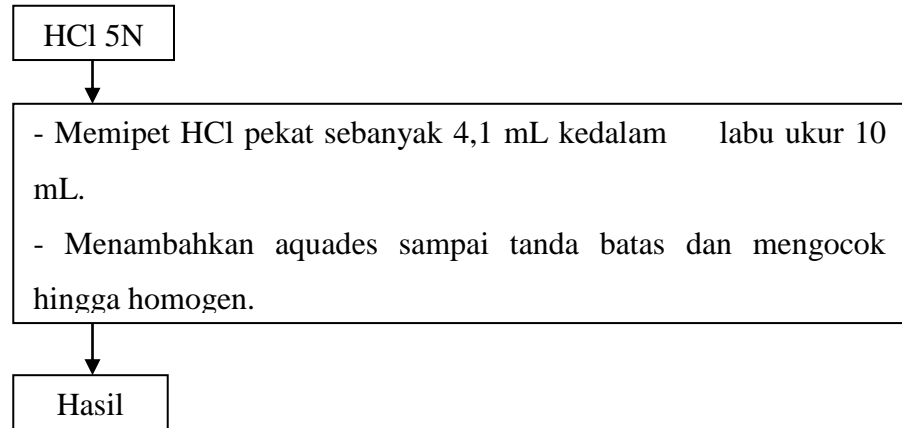 HCl 5N
- Memipet HCl pekat sebanyak 4,1 mL kedalam labu ukur 10
mL.
- Menambahkan aquades sampai tanda batas dan mengocok
hingga homogen.
Hasil